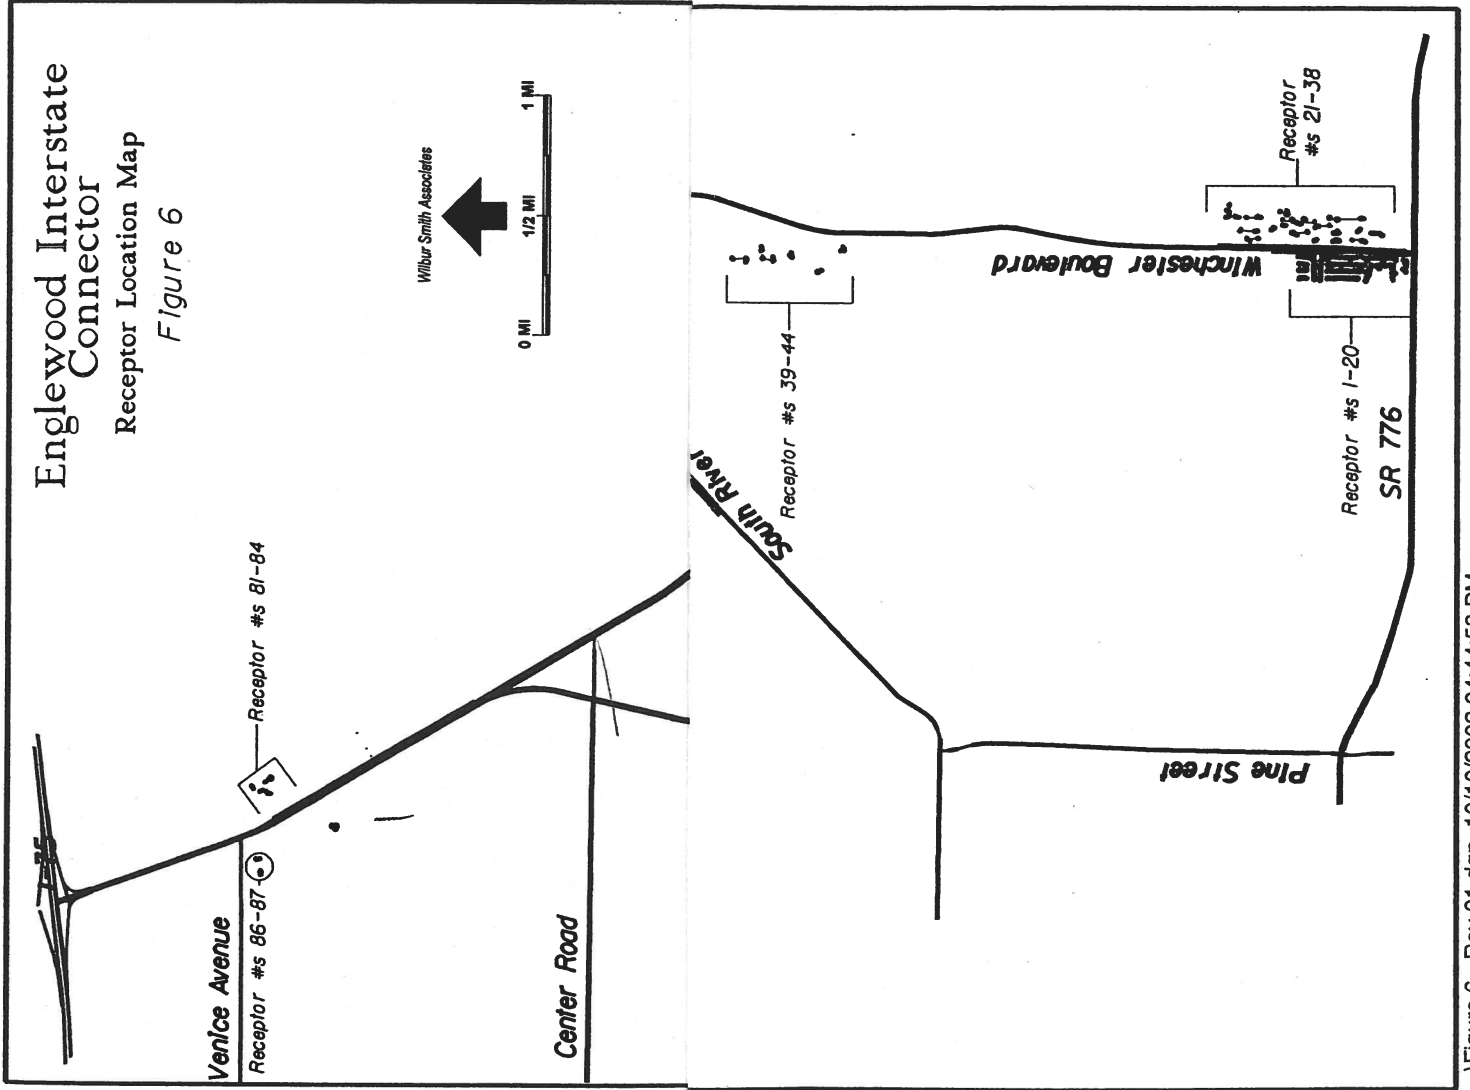 Englewood Interstate
Connector
Receptor Location Map
Figure 6
Wilbur Smith Associates
0 MI
1/2 MI
1 MI
Receptor #s 81-84
Venice Avenue
Receptor #s 86-87
Center Road
South River
Receptor #s 39-44
Winchester Boulevard
Receptor
#s 21-38
Receptor #s 1-20
SR 776
Pine Street